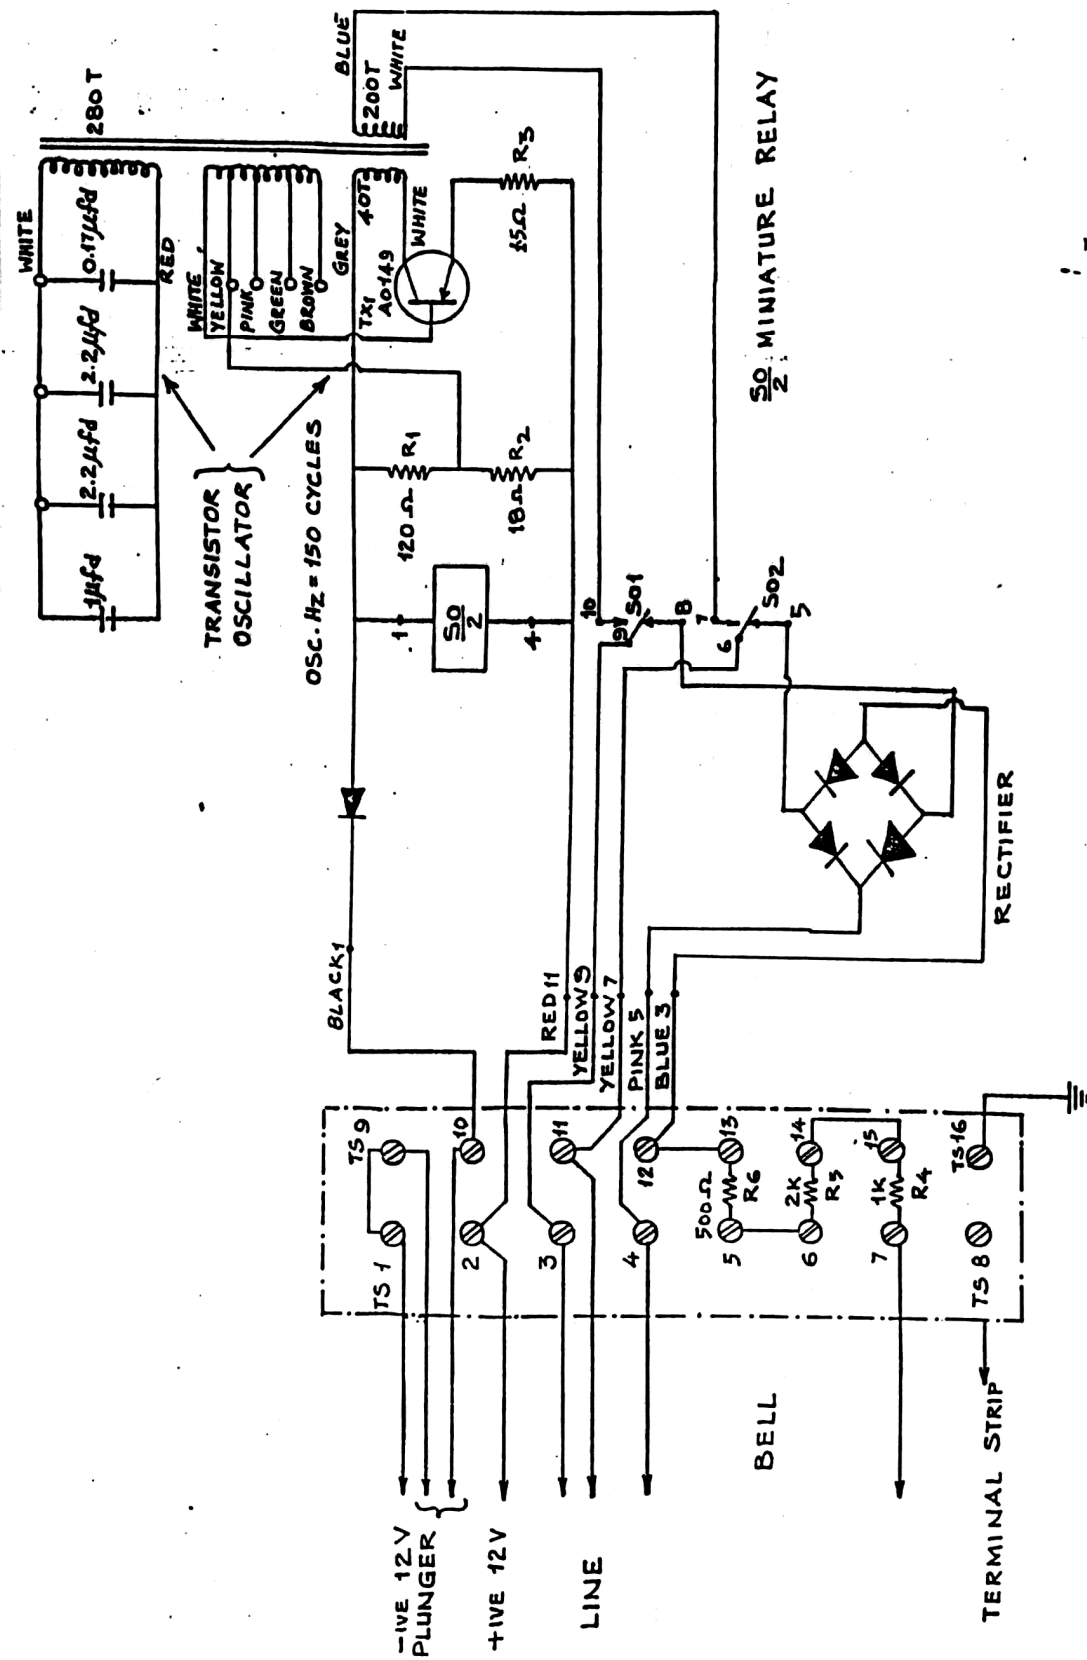 WHITE
280T
1μfd
2.2μfd
2.2μfd
0.17μfd
RED
TRANSISTOR
OSCILLATOR
WHITE
YELLOW
PINK
GREEN
BROWN
OSC. HZ = 150 CYCLES
GREY
40T
BLUE
200T
WHITE
TX1
AD149
WHITE
BLACK 1
1
SO
2
4
120Ω
R1
18Ω
R2
15Ω
R3
SO
2
MINIATURE RELAY
10
9
SO1
8
7
6
SO2
5
RED 11
YELLOW 9
YELLOW 7
PINK 5
BLUE 3
RECTIFIER
TS 9
10
11
12
13
14
15
TS 16
500Ω
R6
2K
R5
1K
R4
TS 1
2
3
4
5
6
7
TS 8
-IVE 12V
PLUNGER
+IVE 12V
LINE
BELL
TERMINAL STRIP